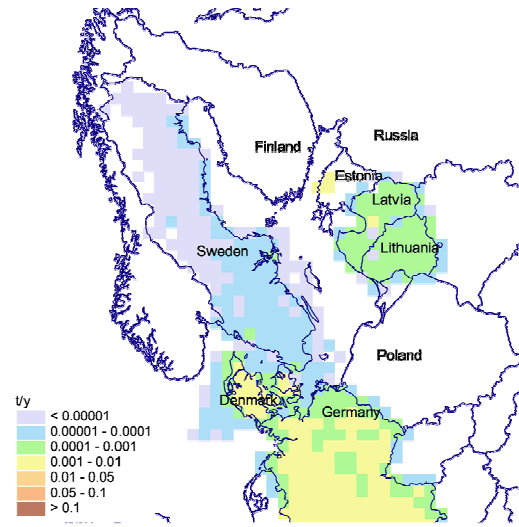 Finland
Russia
Estonia
Latvia
Lithuania
Sweden
Poland
Denmark
Germany
t/y
< 0.00001
0.00001 - 0.0001
0.0001 - 0.001
0.001 - 0.01
0.01 - 0.05
0.05 - 0.1
> 0.1